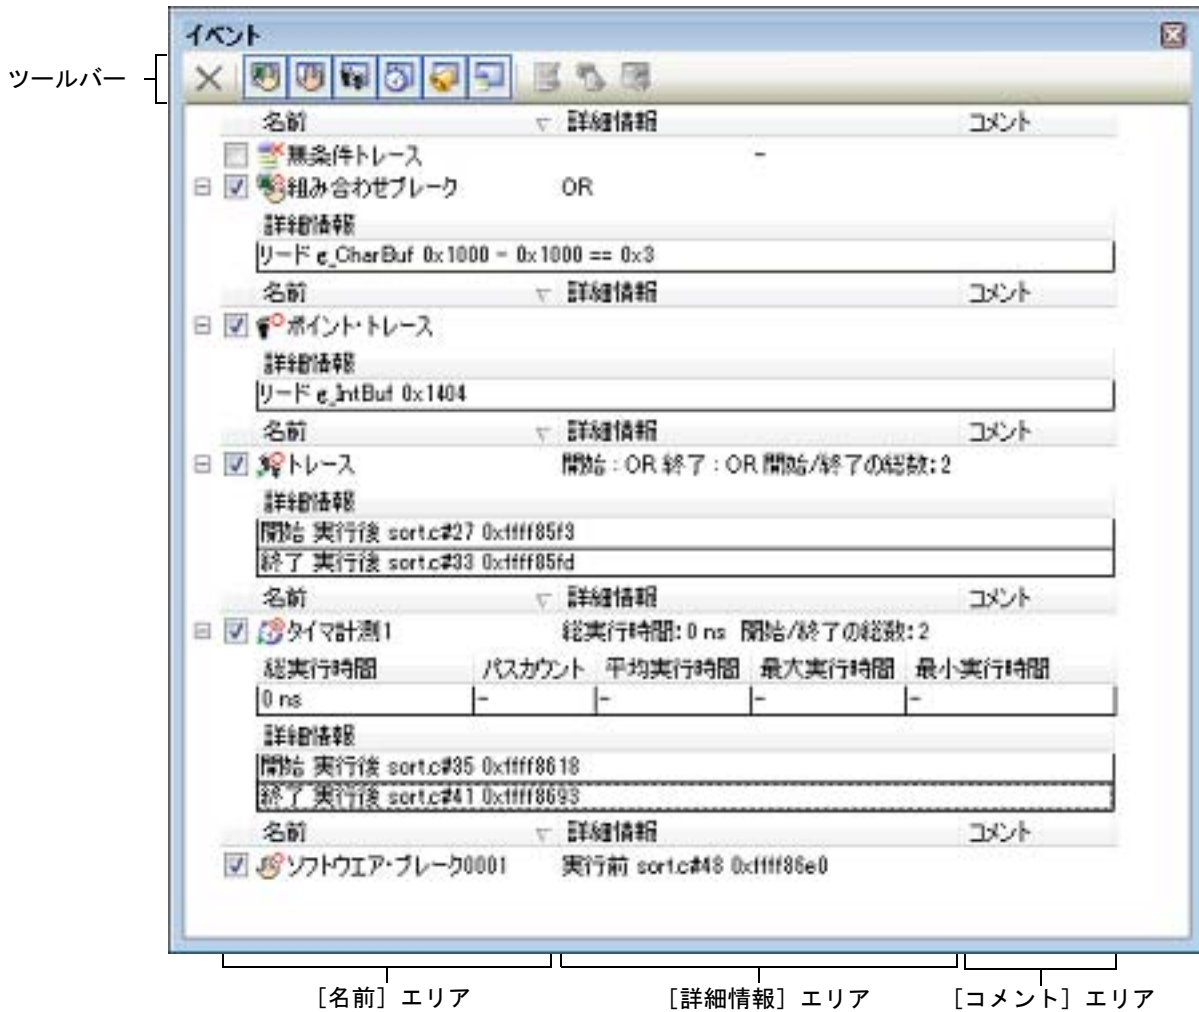 イベント
ツールバー
名前 詳細情報 コメント
無条件トレース -
組み合わせブレーク OR
詳細情報
リード g_CharBuf 0x1000 - 0x1000 == 0x3
名前 詳細情報 コメント
ポイント・トレース
詳細情報
リード g_IntBuf 0x1404
名前 詳細情報 コメント
トレース 開始：OR 終了：OR 開始/終了の総数：2
詳細情報
開始 実行後 sort.c#27 0xffff85f3
終了 実行後 sort.c#33 0xffff85fd
名前 詳細情報 コメント
タイマ計測1 総実行時間：0 ns 開始/終了の総数：2
総実行時間 パスカウント 平均実行時間 最大実行時間 最小実行時間
0 ns - - - -
詳細情報
開始 実行後 sort.c#35 0xffff8618
終了 実行後 sort.c#41 0xffff8693
名前 詳細情報 コメント
ソフトウエア・ブレーク0001 実行前 sort.c#48 0xffff86e0
［名前］エリア ［詳細情報］エリア ［コメント］エリア